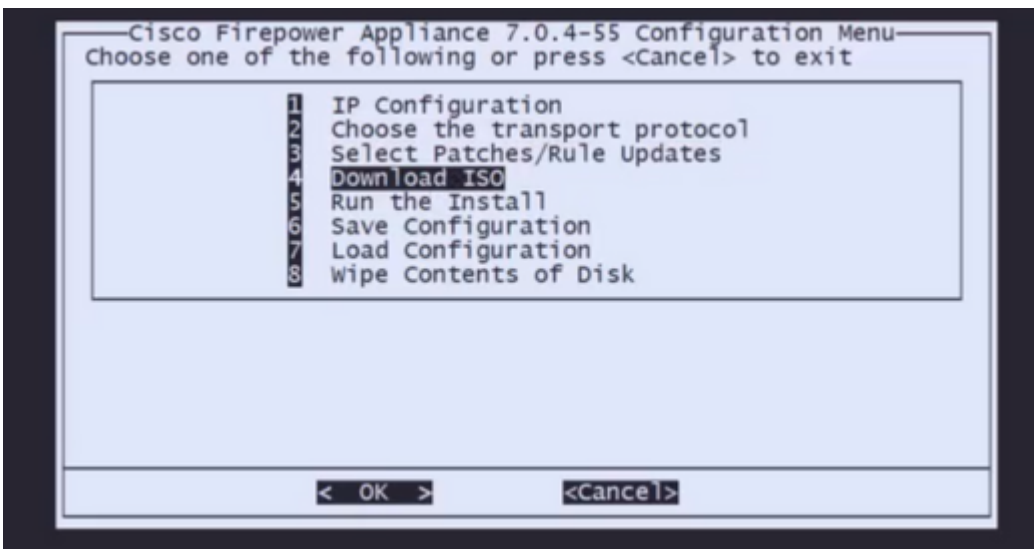 Cisco Firepower Appliance 7.0.4-55 Configuration Menu
Choose one of the following or press <Cancel> to exit
1 IP Configuration
2 Choose the transport protocol
3 Select Patches/Rule Updates
4 Download ISO
5 Run the Install
6 Save Configuration
7 Load Configuration
8 Wipe Contents of Disk
< OK > <Cancel>